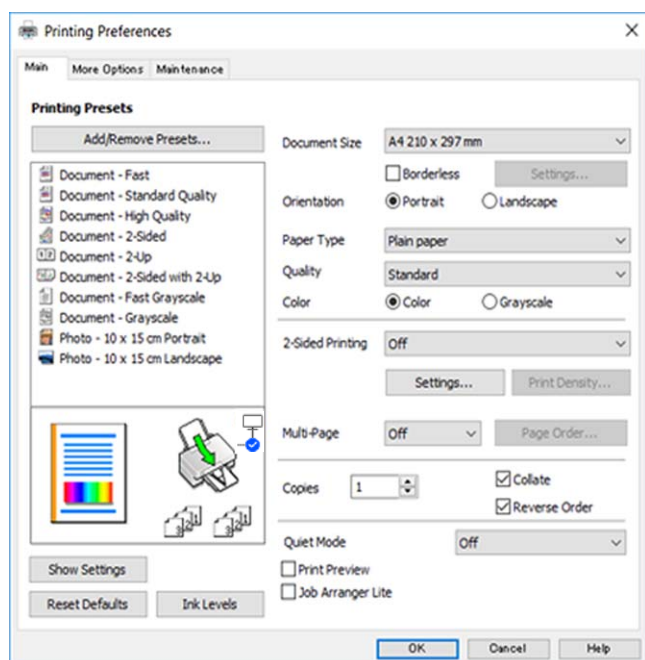 Printing Preferences
Main More Options Maintenance
Printing Presets
Add/Remove Presets...
Document - Fast
Document - Standard Quality
Document - High Quality
Document - 2-Sided
Document - 2-Up
Document - 2-Sided with 2-Up
Document - Fast Grayscale
Document - Grayscale
Photo - 10 x 15 cm Portrait
Photo - 10 x 15 cm Landscape
Show Settings
Reset Defaults Ink Levels
Document Size A4 210 x 297 mm
Borderless Settings...
Orientation Portrait Landscape
Paper Type Plain paper
Quality Standard
Color Color Grayscale
2-Sided Printing Off
Settings... Print Density...
Multi-Page Off Page Order...
Copies 1 Collate
Reverse Order
Quiet Mode Off
Print Preview
Job Arranger Lite
OK Cancel Help